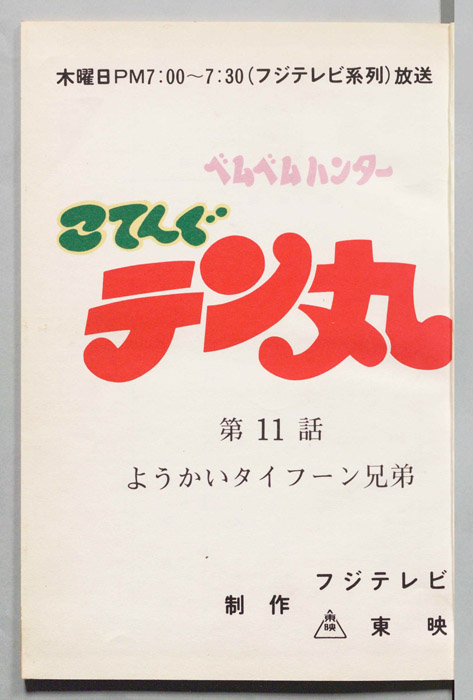 木曜日PM7:00〜7:30(フジテレビ系列)放送
ベムベムハンター
こてんぐ
テン丸
第11話
ようかいタイフーン兄弟
フジテレビ
制作
東映 東映